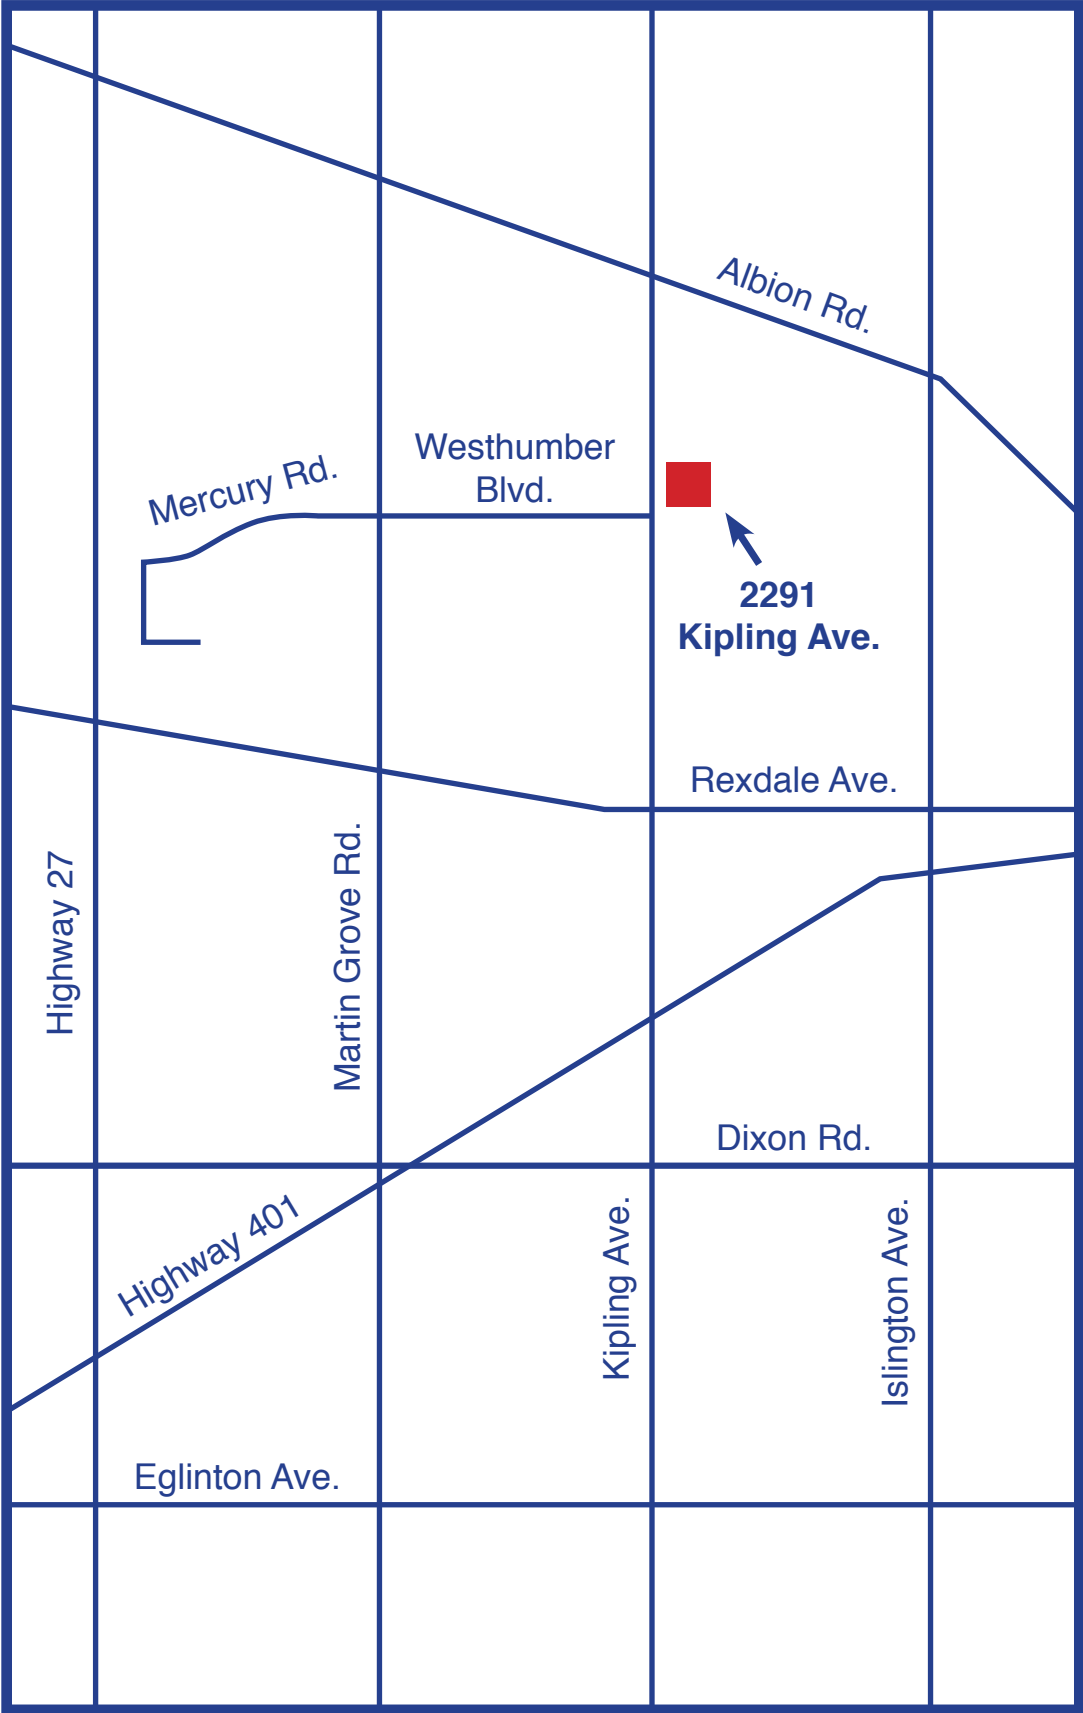 Albion Rd.
Westhumber
Blvd.
Mercury Rd.
2291
Kipling Ave.
Rexdale Ave.
Highway 27
Martin Grove Rd.
Dixon Rd.
Highway 401
Kipling Ave.
Islington Ave.
Eglinton Ave.